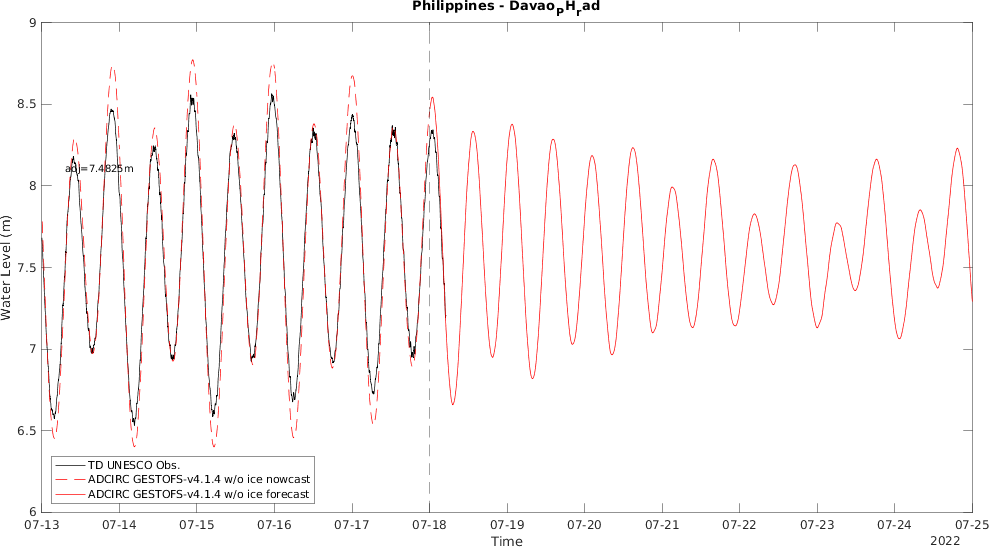 Philippines - DavaoPHrad
9
8.5
8
7.5
7
6.5
6
Water Level (m)
adj=7.4825m
TD UNESCO Obs.
ADCIRC GESTOFS-v4.1.4 w/o ice nowcast
ADCIRC GESTOFS-v4.1.4 w/o ice forecast
07-13 07-14 07-15 07-16 07-17 07-18 07-19 07-20 07-21 07-22 07-23 07-24 07-25
Time
2022